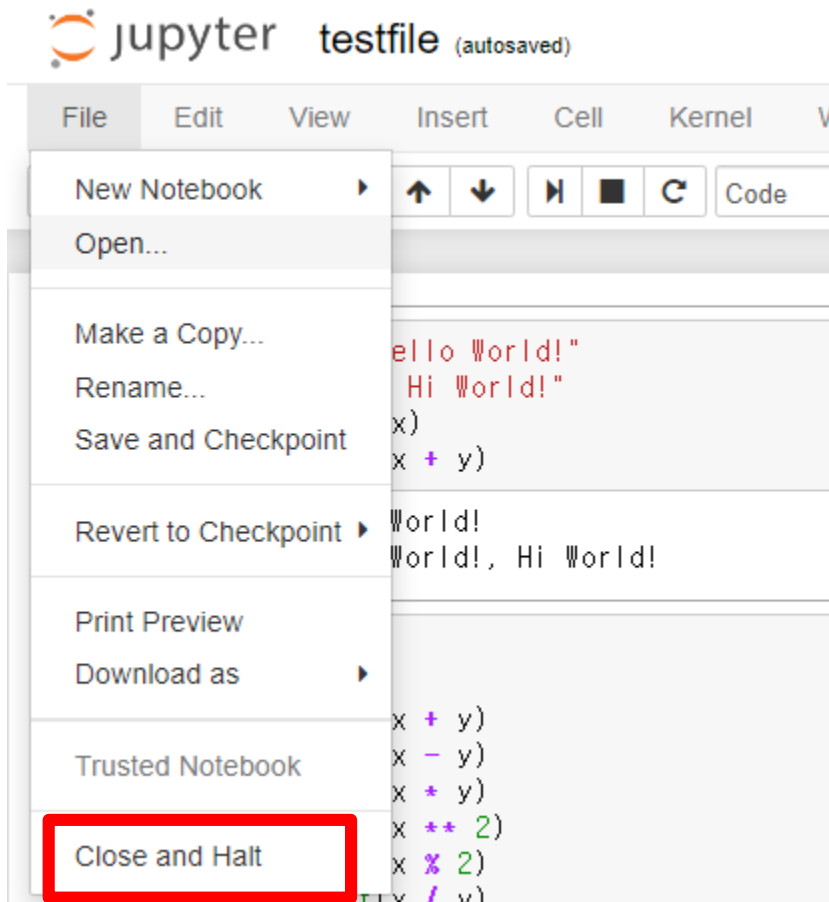 jupyter testfile (autosaved)
File Edit View Insert Cell Kernel
New Notebook
Code
Open...
Make a Copy...
ello World!"
Rename...
Hi World!"
x)
Save and Checkpoint
x + y)
Revert to Checkpoint
World!
World!, Hi World!
Print Preview
Download as
x + y)
Trusted Notebook
x - y)
x * y)
x ** 2)
Close and Halt
x % 2)
x / y)